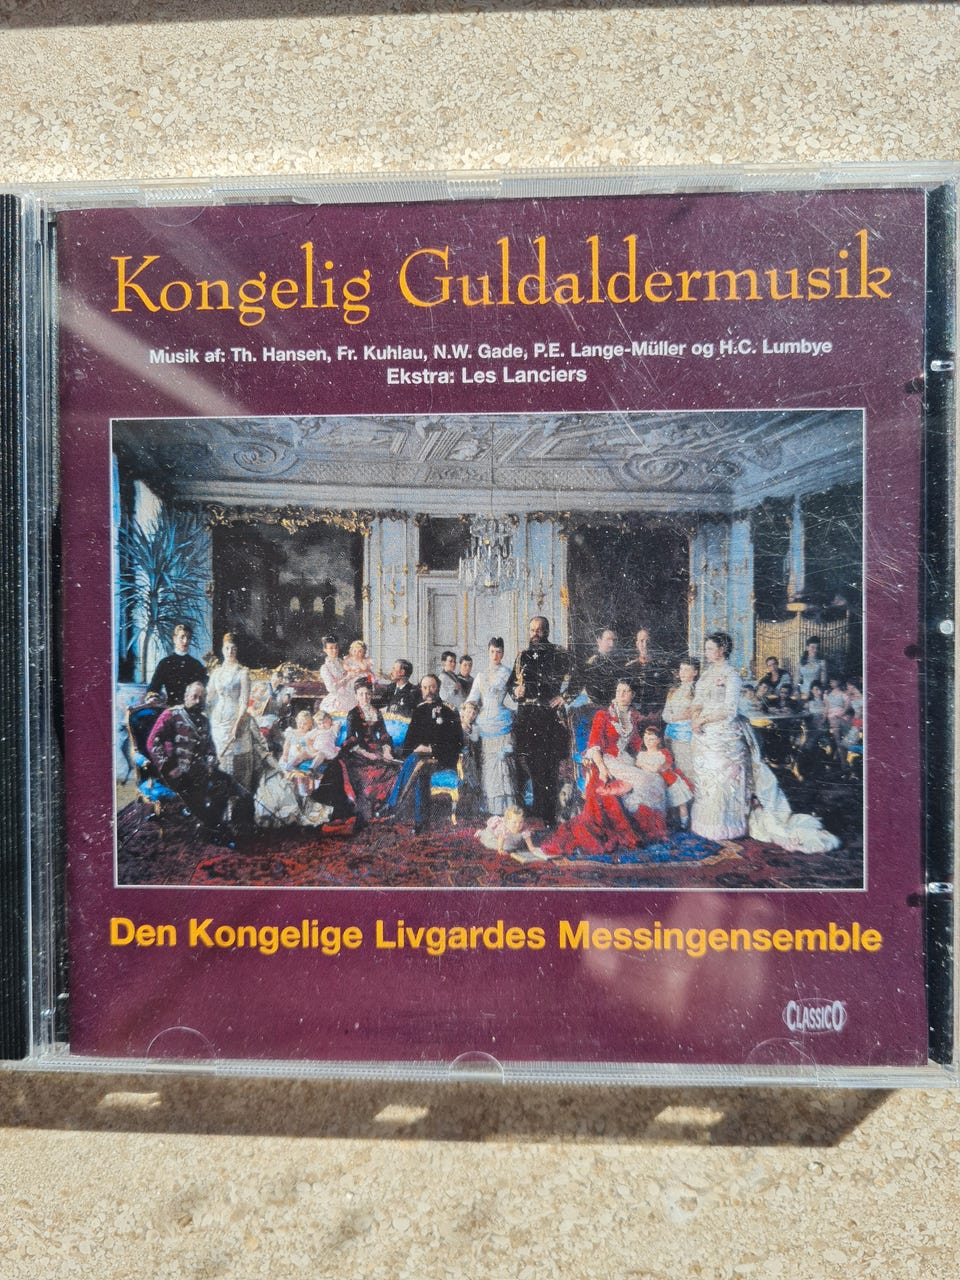 Kongelig Guldaldermusik
Musik af: Th. Hansen, Fr. Kuhlau, N.W. Gade, P.E. Lange-Müller og H.C. Lumbye
Ekstra: Les Lanciers
Den Kongelige Livgardes Messingensemble
CLASSICO